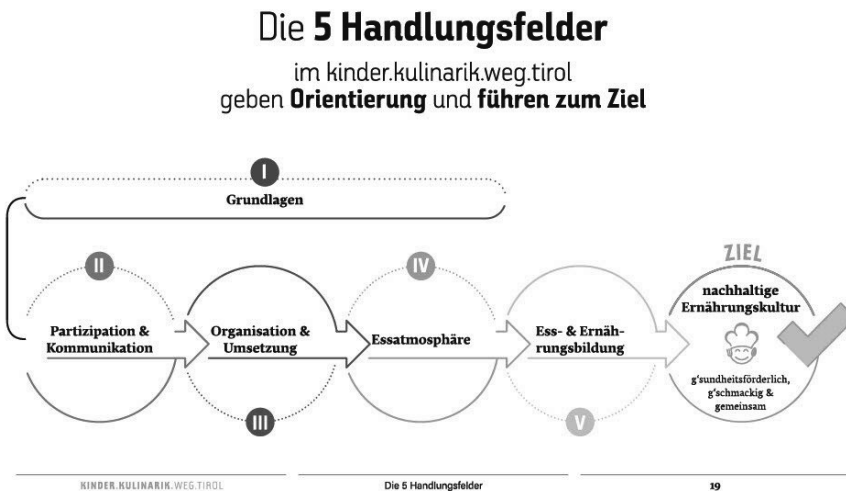 Die 5 Handlungsfelder
im kinder.kulinarik.weg.tirol
geben Orientierung und führen zum Ziel
I
Grundlagen
II
Partizipation &
Kommunikation
Organisation &
Umsetzung
III
IV
Essatmosphäre
Ess- & Ernäh-
rungsbildung
V
ZIEL
nachhaltige
Ernährungskultur
g'sundheitsförderlich,
g'schmackig &
gemeinsam
KINDER.KULINARIK.WEG.TIROL
Die 5 Handlungsfelder
19